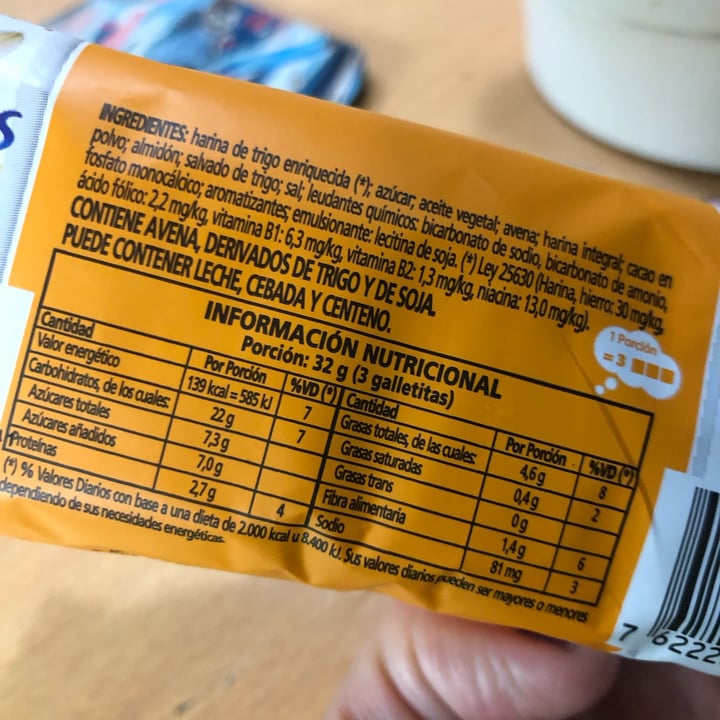 s
INGREDIENTES: harina de trigo enriquecida (*); azúcar; aceite vegetal; avena; harina integral; cacao en
polvo; almidón; salvado de trigo; sal; leudantes químicos: bicarbonato de sodio, bicarbonato de amonio,
fosfato monocálcico; aromatizantes; emulsionante: lecitina de soja. (*) Ley 25630 (Harina, hierro: 30 mg/kg,
ácido fólico: 2,2 mg/kg, vitamina B1: 6,3 mg/kg, vitamina B2: 1,3 mg/kg, niacina: 13,0 mg/kg).
CONTIENE AVENA, DERIVADOS DE TRIGO Y DE SOJA.
PUEDE CONTENER LECHE, CEBADA Y CENTENO.
1 Porción
= 3
INFORMACIÓN NUTRICIONAL
Porción: 32 g (3 galletitas)
Cantidad Por Porción %VD (*)
Valor energético 139 kcal = 585 kJ 7
Carbohidratos, de los cuales: 22 g 7
Azúcares totales 7,3 g
Azúcares añadidos 7,0 g
Proteínas 2,7 g 4
Cantidad Por Porción %VD (*)
Grasas totales, de las cuales: 4,6 g 8
Grasas saturadas 0,4 g 2
Grasas trans 0 g
Fibra alimentaria 1,4 g 6
Sodio 81 mg 3
(*) % Valores Diarios con base a una dieta de 2.000 kcal u 8.400 kJ. Sus valores diarios pueden ser mayores o menores
dependiendo de sus necesidades energéticas.
7 6222